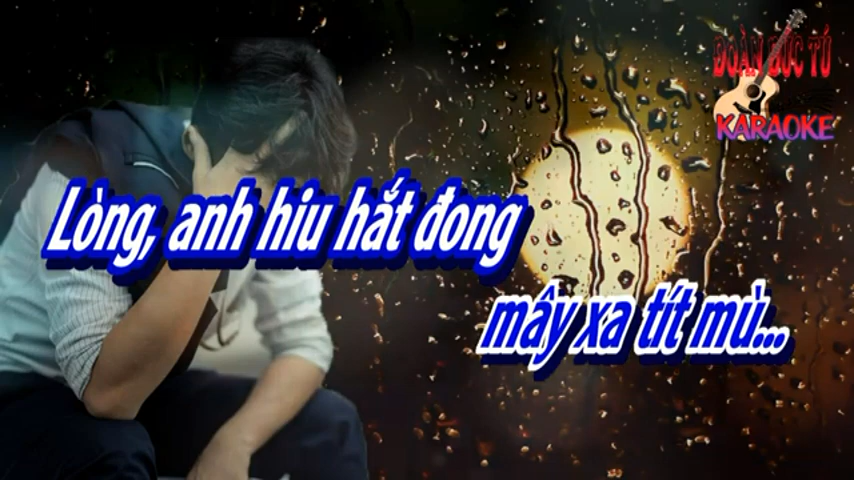 ĐOÀN ĐỨC TÚ
KARAOKE
Lòng, anh hiu hắt đong
mây xa tít mù...